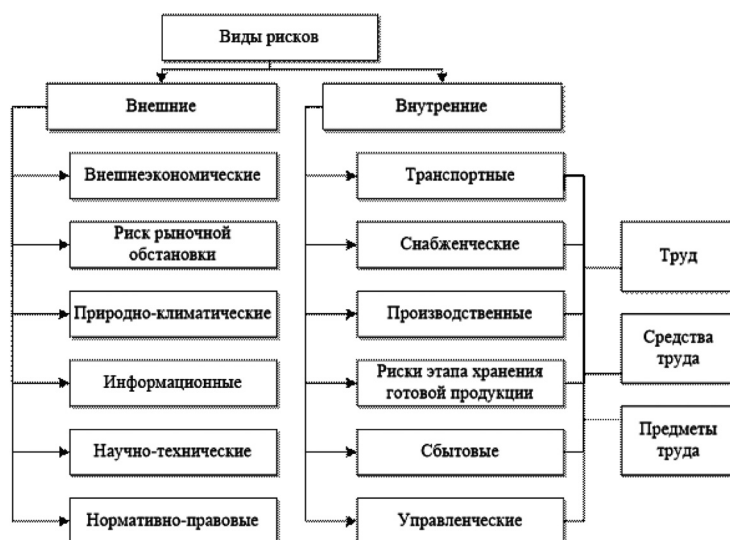 Виды рисков
Внешние
Внутренние
Внешнеэкономические
Риск рыночной
обстановки
Природно-климатические
Информационные
Научно-технические
Нормативно-правовые
Транспортные
Снабженческие
Производственные
Риски этапа хранения
готовой продукции
Сбытовые
Управленческие
Труд
Средства
труда
Предметы
труда